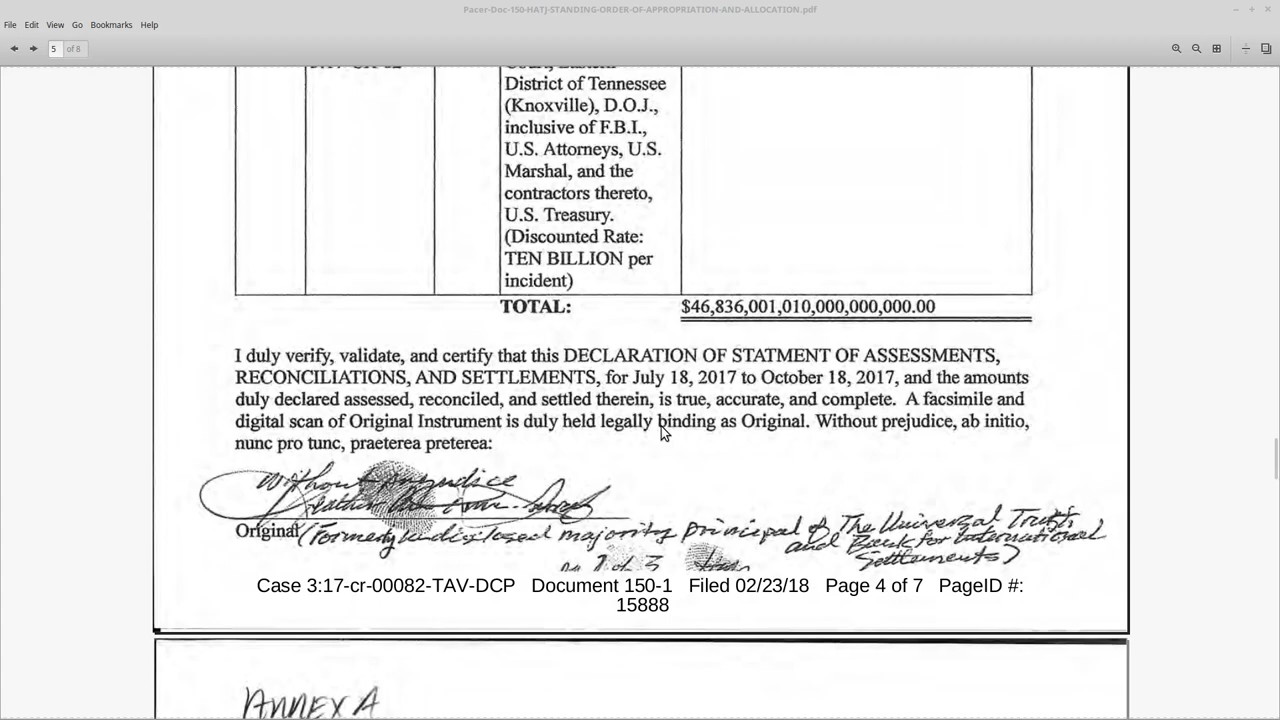 Pacer-Doc-150-HATJ-STANDING-ORDER-OF-APPROPRIATION-AND-ALLOCATION.pdf
File Edit View Go Bookmarks Help
5 of 8
District of Tennessee
(Knoxville), D.O.J.,
inclusive of F.B.I.,
U.S. Attorneys, U.S.
Marshal, and the
contractors thereto,
U.S. Treasury.
(Discounted Rate:
TEN BILLION per
incident)
TOTAL: $46,836,001,010,000,000,000.00
I duly verify, validate, and certify that this DECLARATION OF STATMENT OF ASSESSMENTS,
RECONCILIATIONS, AND SETTLEMENTS, for July 18, 2017 to October 18, 2017, and the amounts
duly declared assessed, reconciled, and settled therein, is true, accurate, and complete. A facsimile and
digital scan of Original Instrument is duly held legally binding as Original. Without prejudice, ab initio,
nunc pro tunc, praeterea preterea:
Without prejudice
Original (Formerly undisclosed majority principal of The Universal Trusts
and Bank for International
Settlements)
Case 3:17-cr-00082-TAV-DCP Document 150-1 Filed 02/23/18 Page 4 of 7 PageID #:
15888
ANNEX A